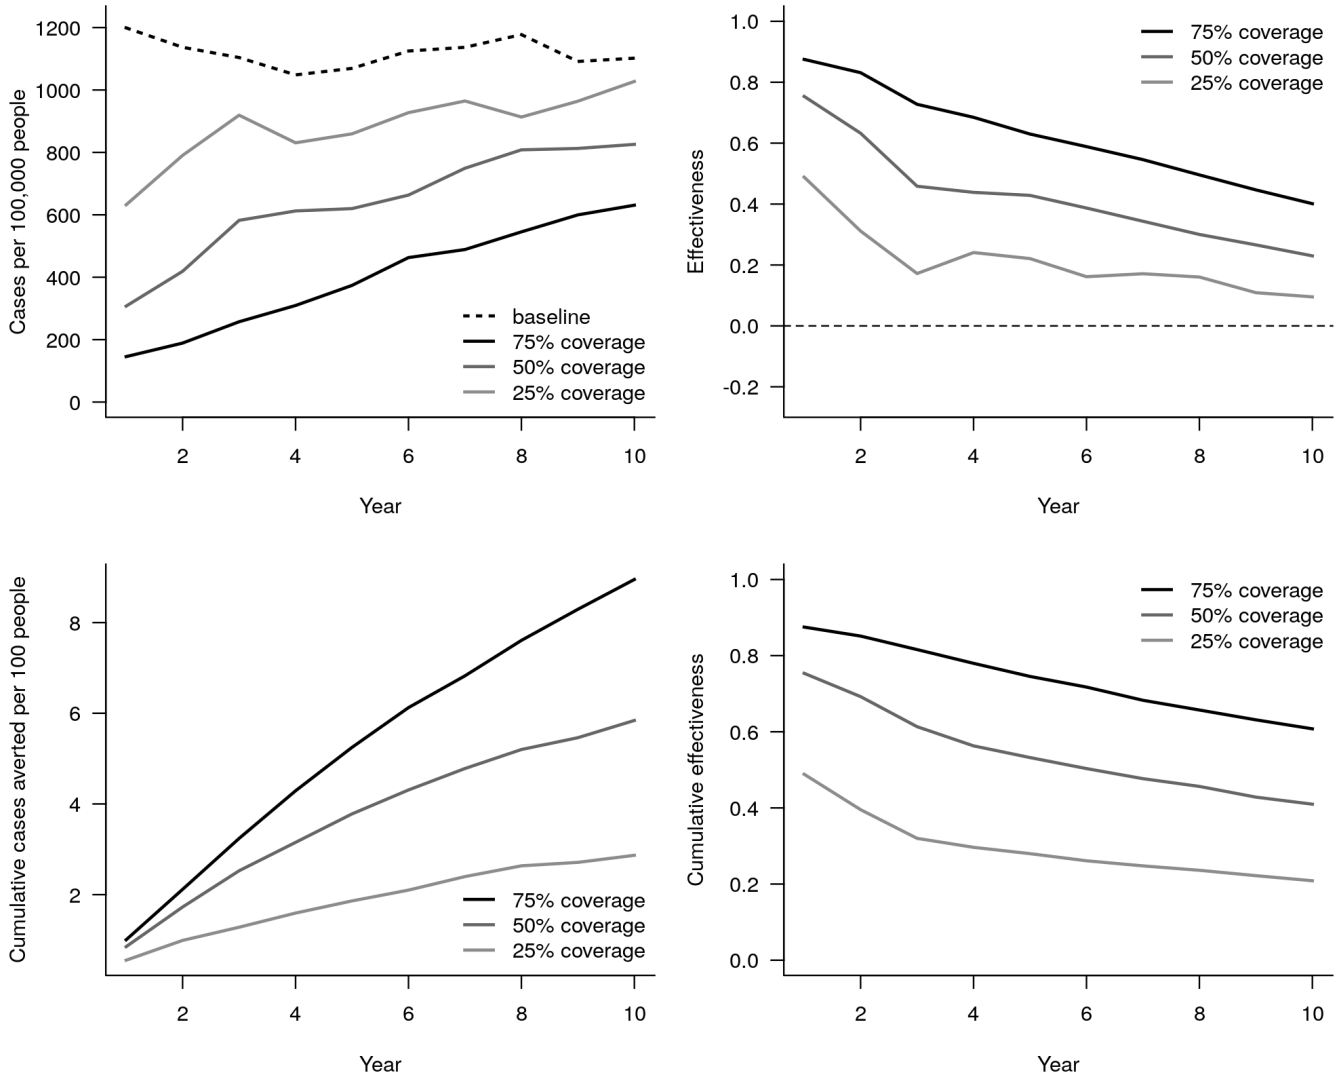 Cases per 100,000 people
1200
1000
800
600
400
200
0
baseline
75% coverage
50% coverage
25% coverage
2 4 6 8 10
Year
Effectiveness
1.0
0.8
0.6
0.4
0.2
0.0
-0.2
75% coverage
50% coverage
25% coverage
2 4 6 8 10
Year
Cumulative cases averted per 100 people
8
6
4
2
75% coverage
50% coverage
25% coverage
2 4 6 8 10
Year
Cumulative effectiveness
1.0
0.8
0.6
0.4
0.2
0.0
75% coverage
50% coverage
25% coverage
2 4 6 8 10
Year